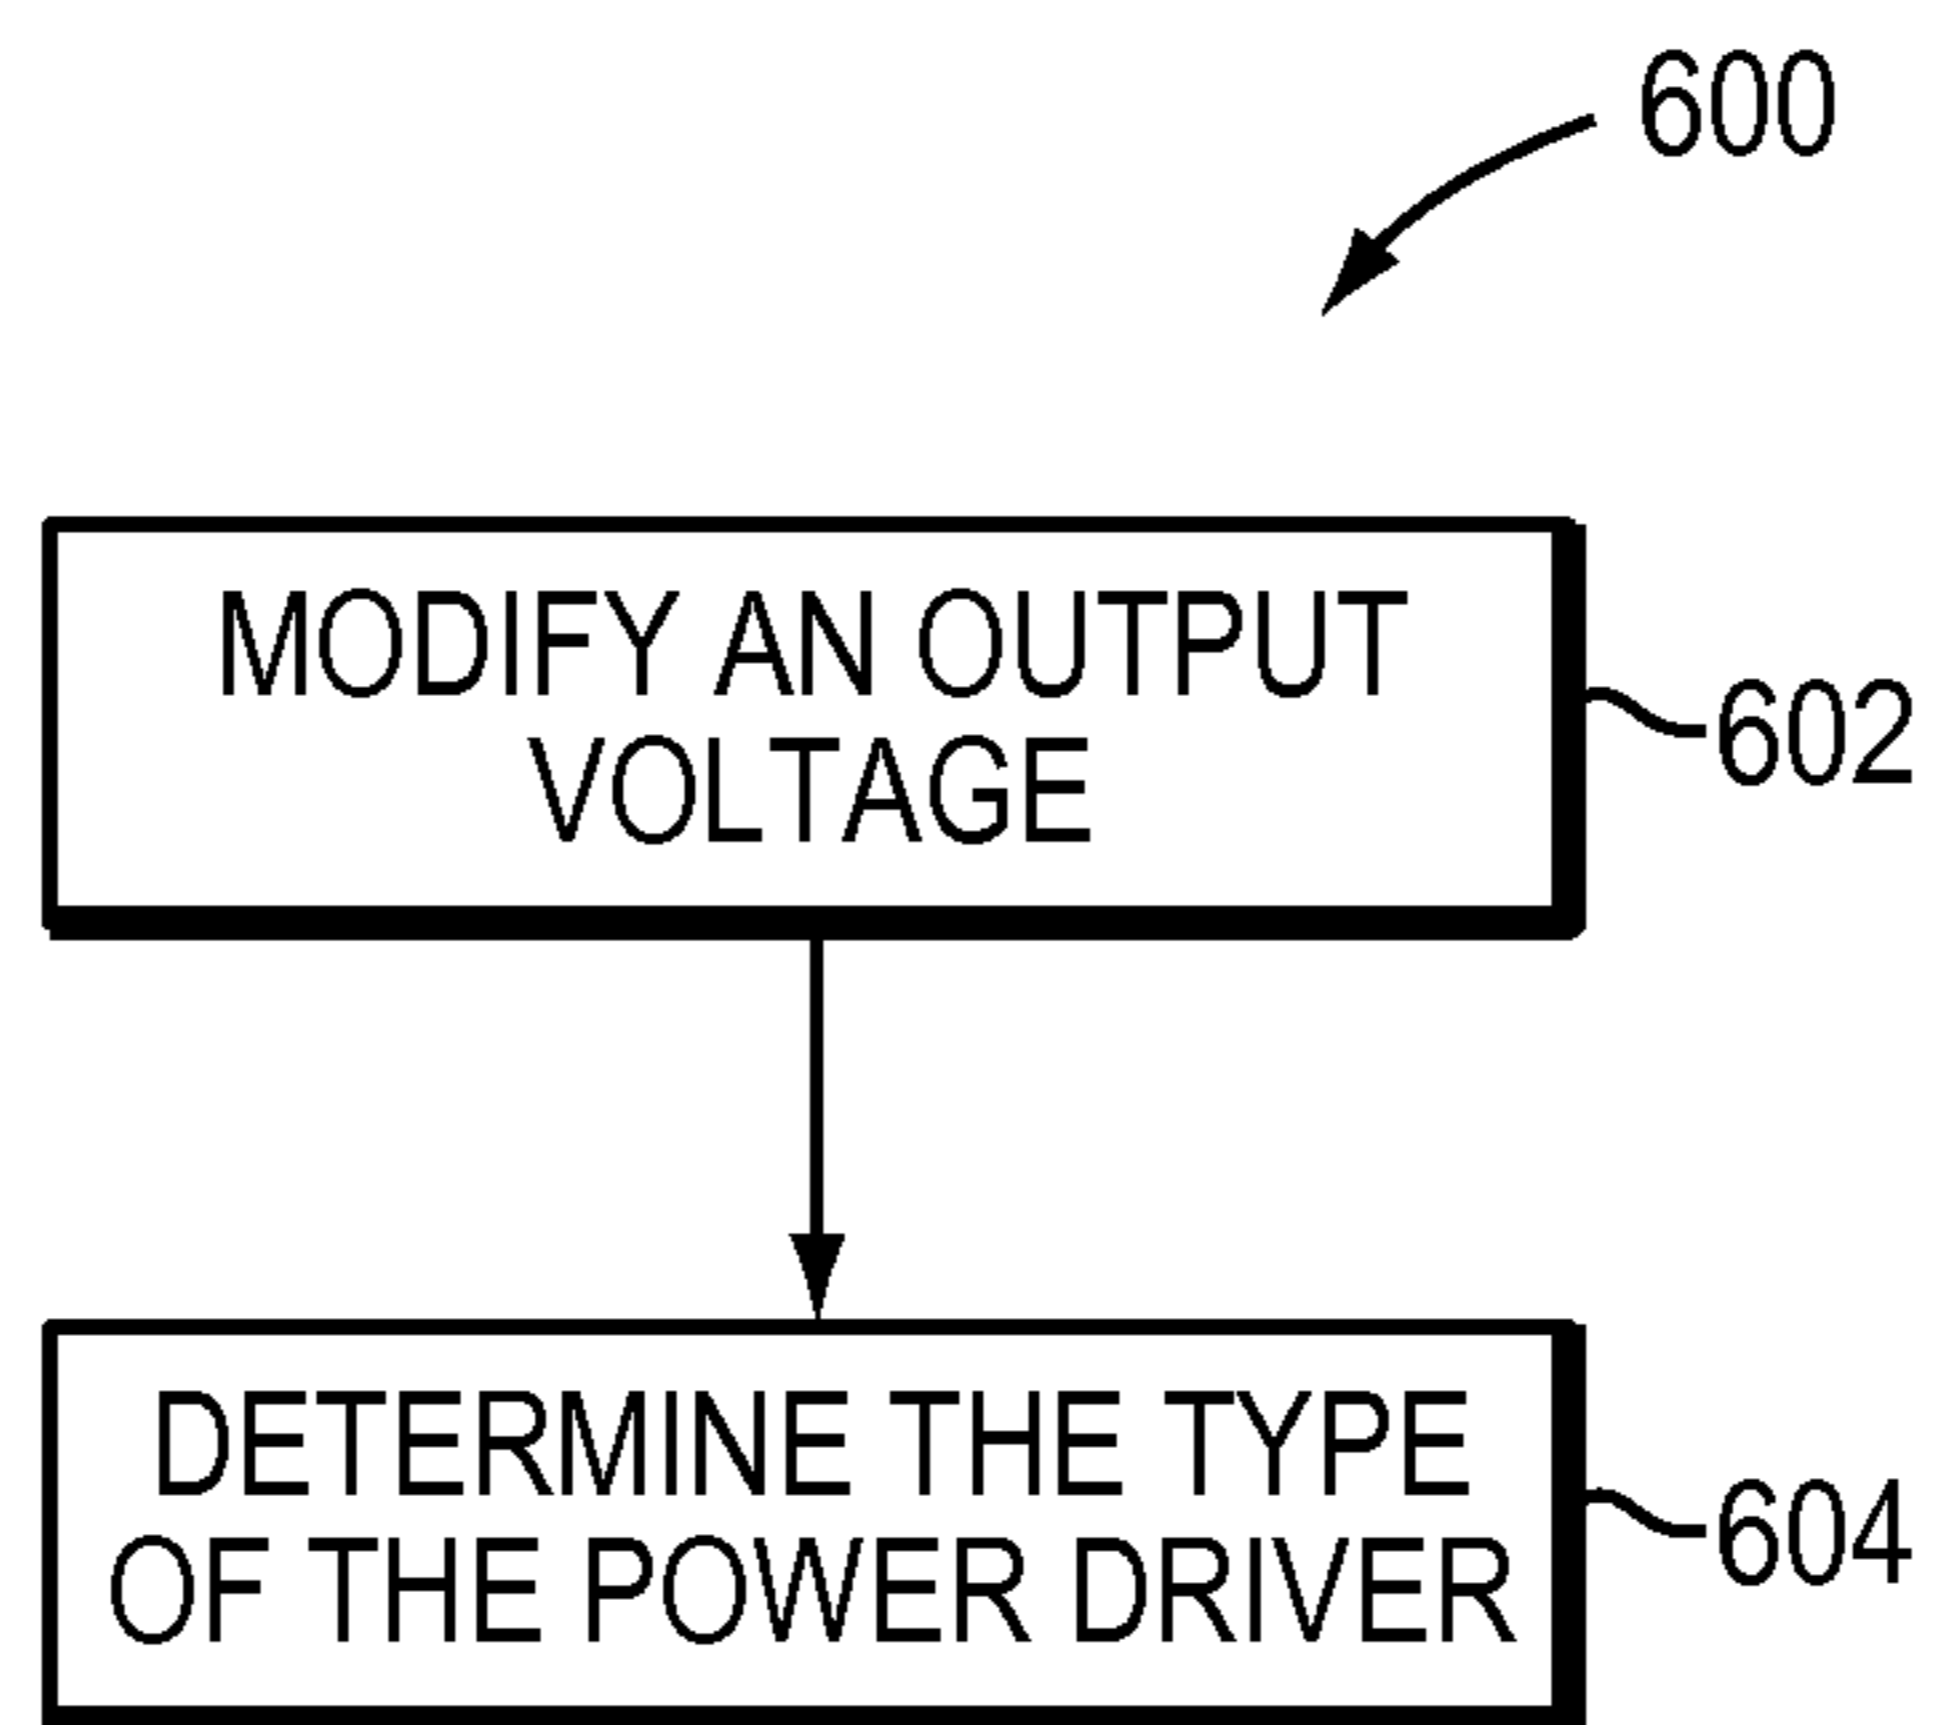 600
MODIFY AN OUTPUT
VOLTAGE
602
DETERMINE THE TYPE
OF THE POWER DRIVER
604